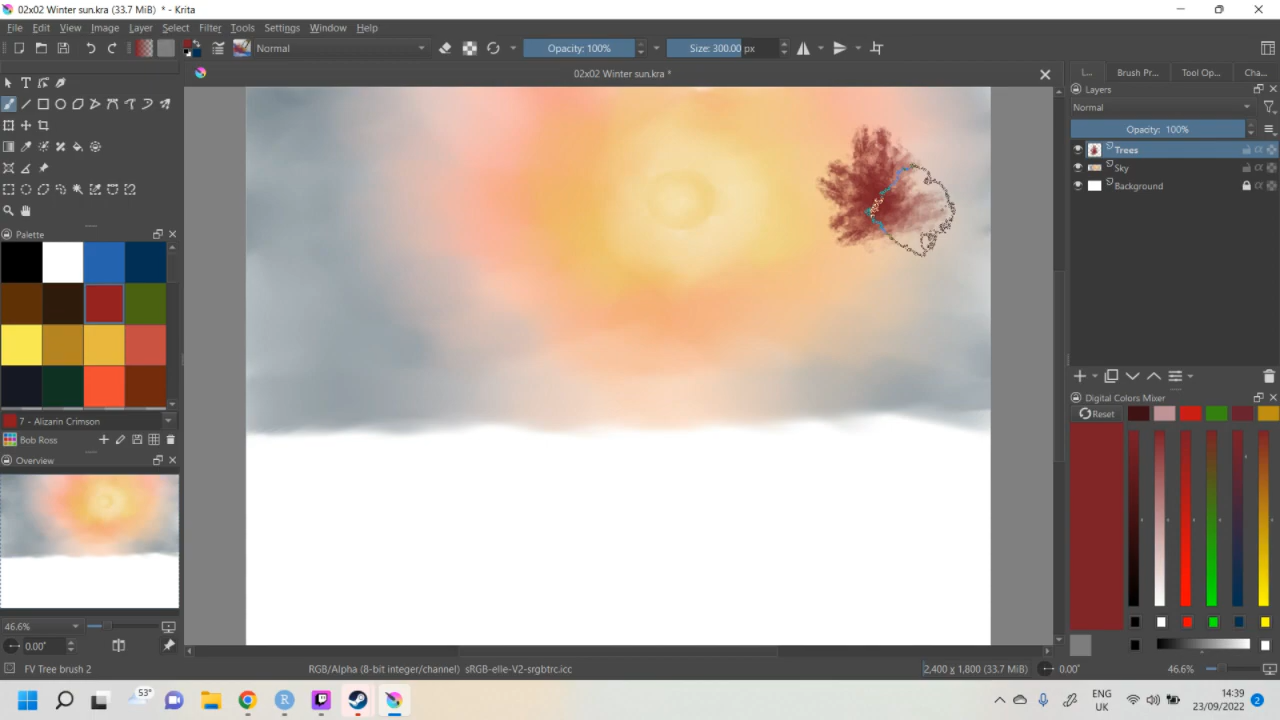 02x02 Winter sun.kra (33.7 MiB) * - Krita
File Edit View Image Layer Select Filter Tools Settings Window Help
Normal
Opacity: 100%
Size: 300.00 px
02x02 Winter sun.kra *
L...
Brush Pr...
Tool Op...
Cha...
Layers
Normal
Opacity: 100%
Trees
Sky
Background
Palette
7 - Alizarin Crimson
Bob Ross
Overview
46.6%
0.00°
Digital Colors Mixer
Reset
FV Tree brush 2
RGB/Alpha (8-bit integer/channel) sRGB-elle-V2-srgbtrc.icc
2,400 x 1,800 (33.7 MiB)
0.00°
46.6%
53°
ENG
UK
14:39
23/09/2022
2